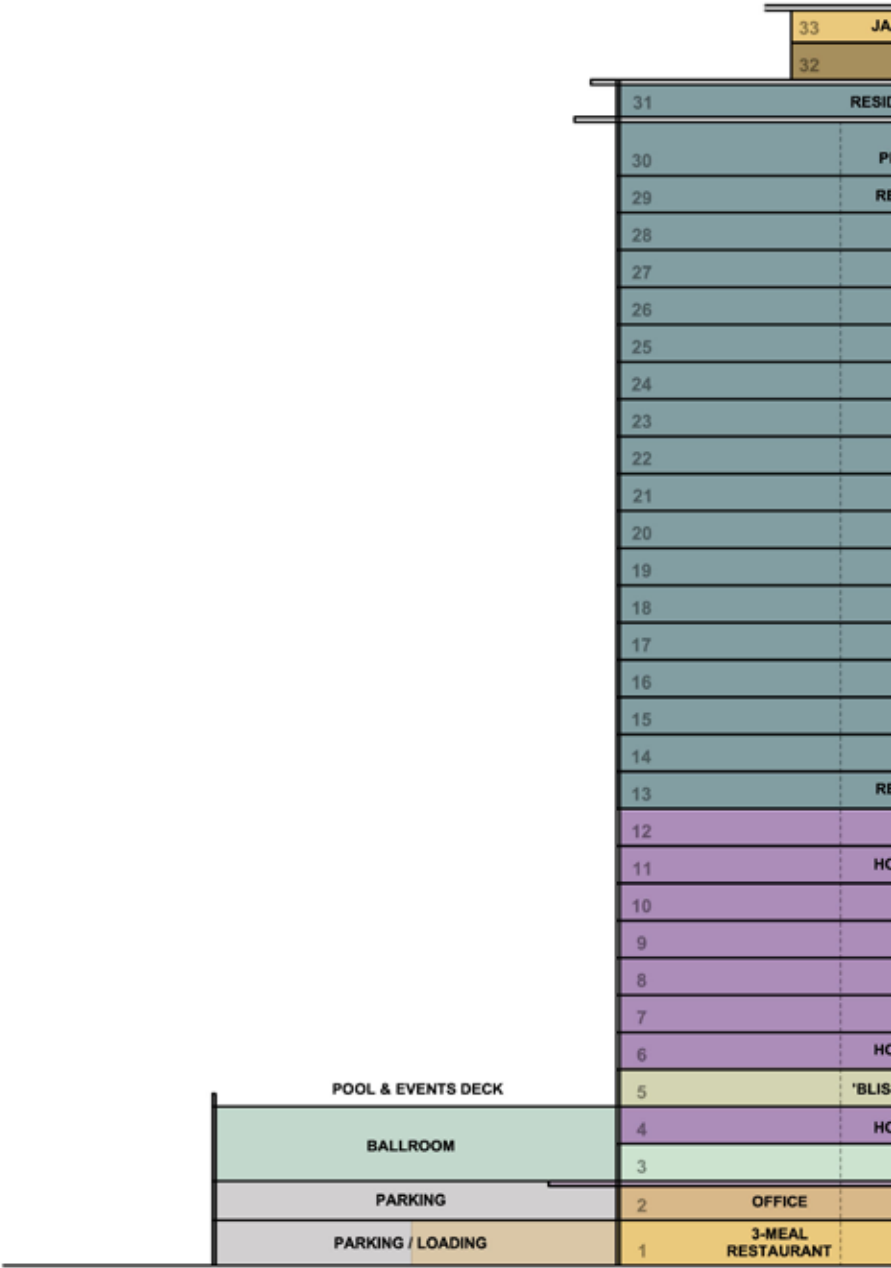 33 JA
32
31 RESID
30 P
29 RE
28
27
26
25
24
23
22
21
20
19
18
17
16
15
14
13 RE
12
11 HO
10
9
8
7
6 HO
POOL & EVENTS DECK 5 'BLIS
BALLROOM 4 HO
3
PARKING 2 OFFICE
PARKING / LOADING 1 3-MEAL
RESTAURANT